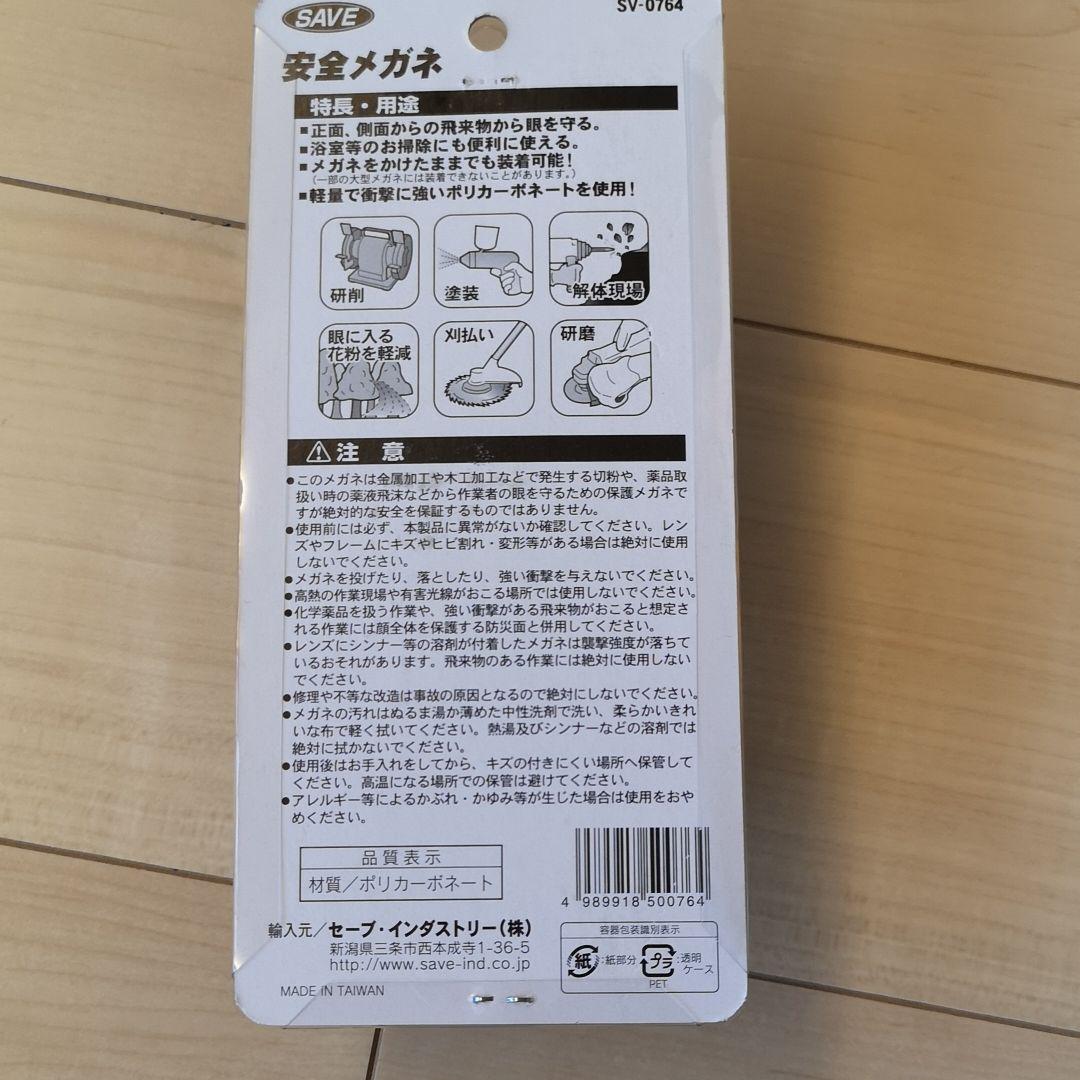 SAVE
SV-0764
安全メガネ
特長・用途
■正面、側面からの飛来物から眼を守る。
■浴室等のお掃除にも便利に使える。
■メガネをかけたままでも装着可能!
(一部の大型メガネには装着できないことがあります。)
■軽量で衝撃に強いポリカーボネートを使用!
研削
塗装
解体現場
眼に入る
花粉を軽減
刈払い
研磨
⚠注 意
●このメガネは金属加工や木工加工などで発生する切粉や、薬品取
扱い時の薬液飛沫などから作業者の眼を守るための保護メガネで
すが絶対的な安全を保証するものではありません。
●使用前には必ず、本製品に異常がないか確認してください。レン
ズやフレームにキズやヒビ割れ・変形等がある場合は絶対に使用
しないでください。
●メガネを投げたり、落としたり、強い衝撃を与えないでください。
●高熱の作業現場や有害光線がおこる場所では使用しないでください。
●化学薬品を扱う作業や、強い衝撃がある飛来物がおこると想定さ
れる作業には顔全体を保護する防災面と併用してください。
●レンズにシンナー等の溶剤が付着したメガネは襲撃強度が落ちて
いるおそれがあります。飛来物のある作業には絶対に使用しない
でください。
●修理や不等な改造は事故の原因となるので絶対にしないでください。
●メガネの汚れはぬるま湯か薄めた中性洗剤で洗い、柔らかいきれ
いな布で軽く拭いてください。熱湯及びシンナーなどの溶剤では
絶対に拭かないでください。
●使用後はお手入れをしてから、キズの付きにくい場所へ保管して
ください。高温になる場所での保管は避けてください。
●アレルギー等によるかぶれ・かゆみ等が生じた場合は使用をおや
めください。
品質表示
材質/ポリカーボネート
4 989918 500764
輸入元/セーブ・インダストリー(株)
新潟県三条市西本成寺1-36-5
http://www.save-ind.co.jp
容器包装識別表示
紙:紙部分
プラ:透明
ケース
PET
MADE IN TAIWAN